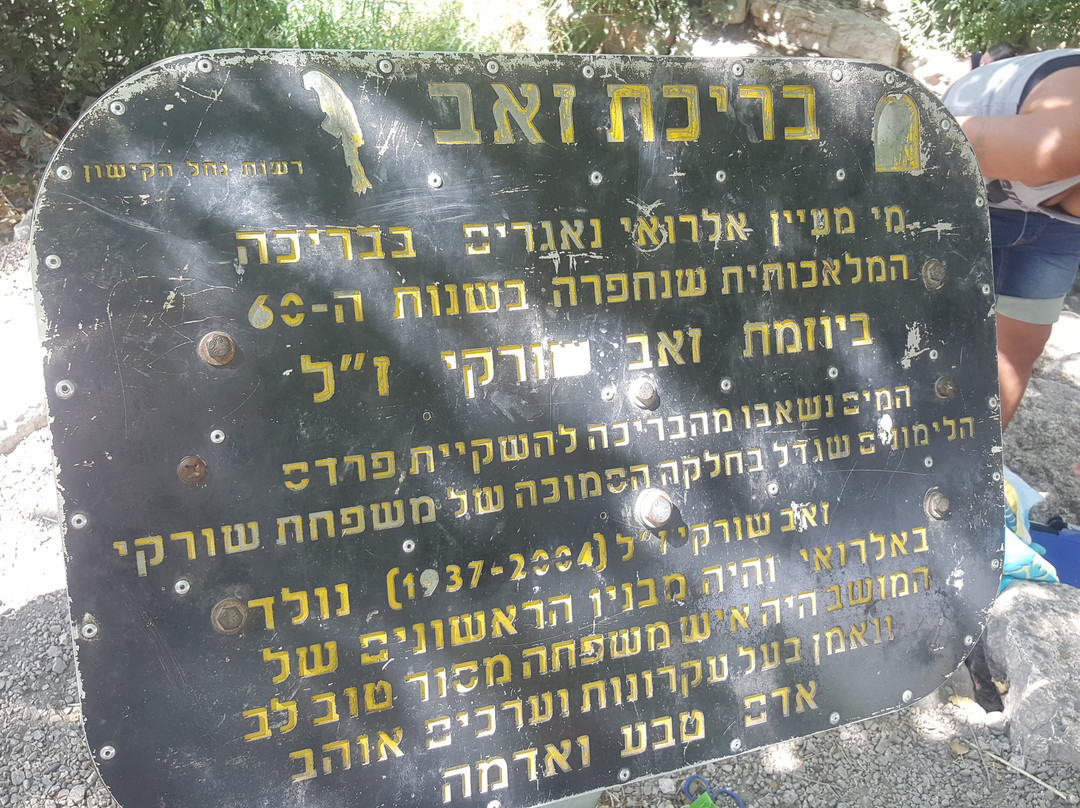 בריכת זאב
רשות נחל הקישון
מי מעיין אלרואי נאגרים בבריכה
המלאכותית שנחפרה בשנות ה-60
ביוזמת זאב שורקי ז"ל
המים נשאבו מהבריכה להשקיית פרדס
הלימונים שגדל בחלקה הסמוכה של משפחת שורקי
זאב שורקי ז"ל (1937-2004) נולד
באלרואי והיה מבניו הראשונים של
המושב היה איש משפחה מסור טוב לב
ונאמן בעל עקרונות וערכים אוהב
אדם טבע ואדמה